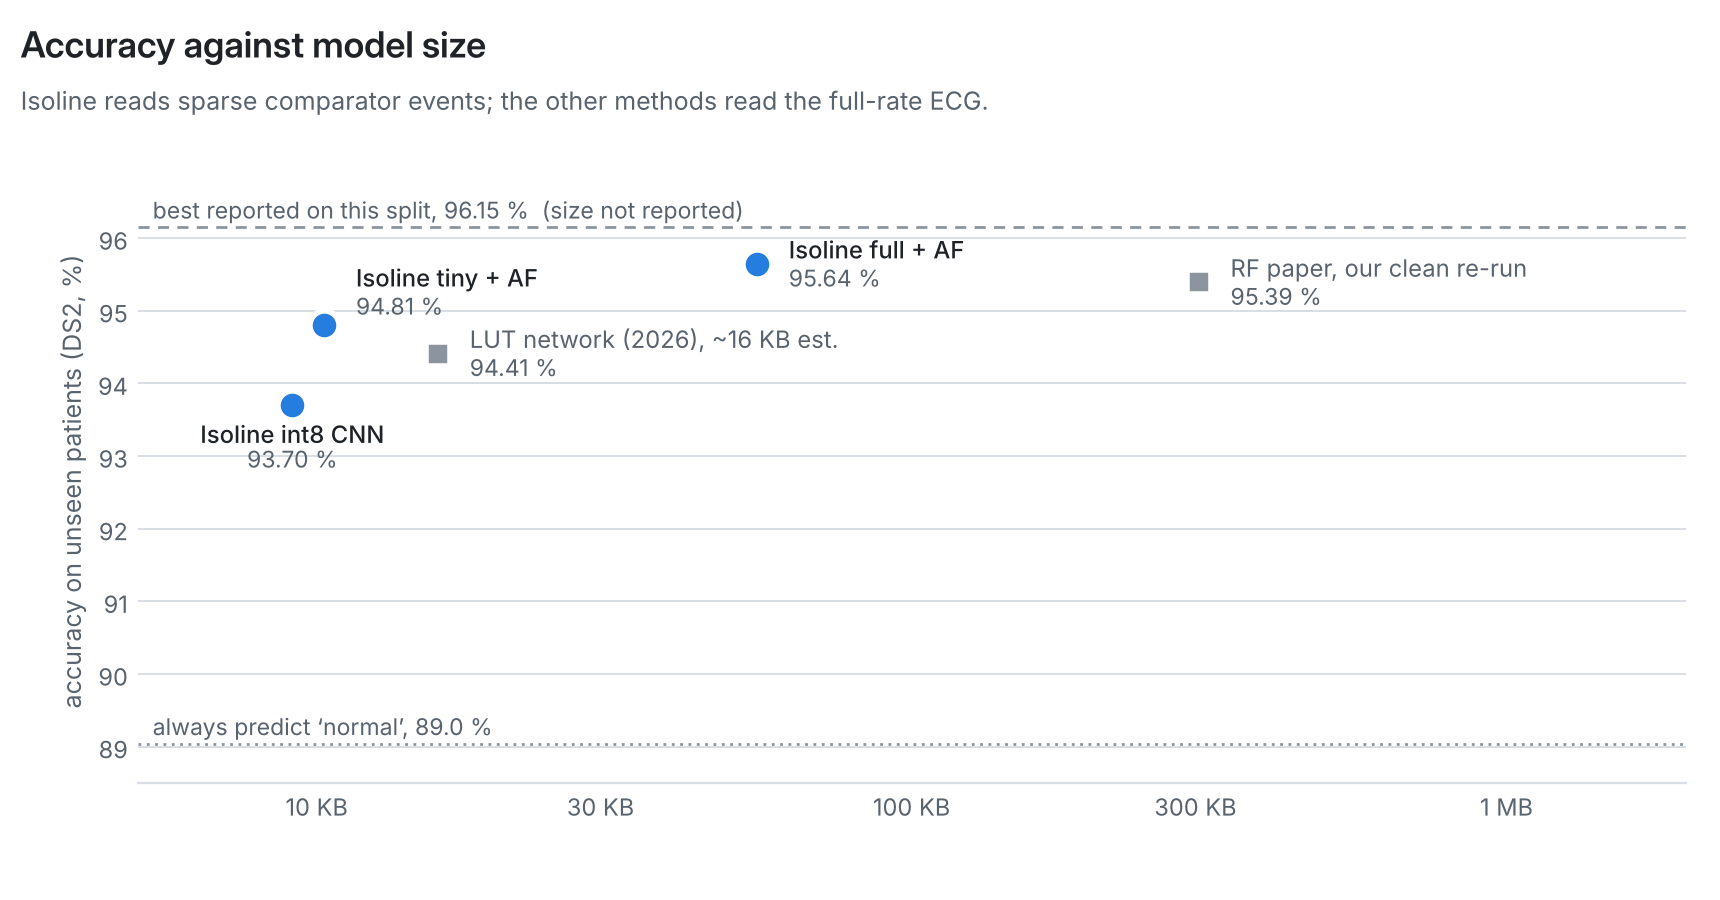 Accuracy against model size
Isoline reads sparse comparator events; the other methods read the full-rate ECG.
best reported on this split, 96.15 % (size not reported)
96
Isoline full + AF
95.64 %
RF paper, our clean re-run
95.39 %
Isoline tiny + AF
94.81 %
95
LUT network (2026), ~16 KB est.
94.41 %
94
Isoline int8 CNN
93.70 %
93
92
91
90
always predict ‘normal’, 89.0 %
89
accuracy on unseen patients (DS2, %)
10 KB
30 KB
100 KB
300 KB
1 MB